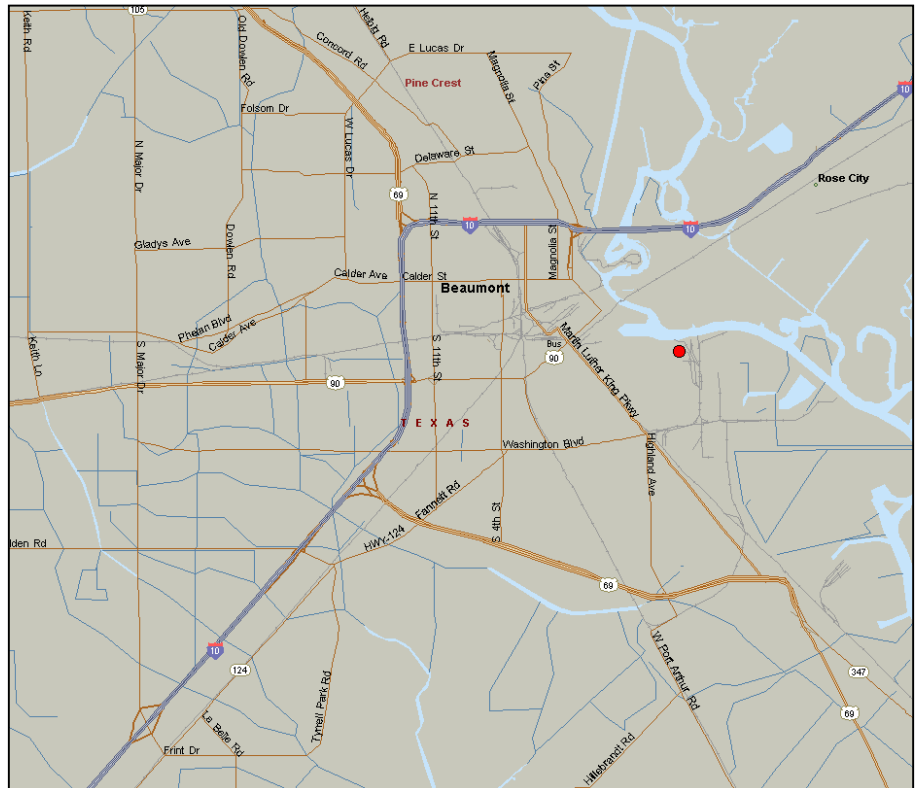 105
Keith Rd
Old Dowlen Rd
Helbig Rd
Concord Rd
E Lucas Dr
Magnolia St
Pine St
Pine Crest
10
Folsom Dr
W Lucas Dr
N Major Dr
Delaware St
Rose City
69
N 11th St
10
10
Gladys Ave
Dowlen Rd
Magnolia St
Calder Ave
Calder St
Beaumont
Phelan Blvd
Calder Ave
Martin Luther King Pkwy
Keith Ln
S Major Dr
S 11th St
Bus
90
90
TEXAS
Washington Blvd
Highland Ave
Fannett Rd
S 4th St
HWY-124
lden Rd
69
10
124
Tyrrell Park Rd
W Port Arthur Rd
347
69
La Belle Rd
Frint Dr
Hillebrandt Rd